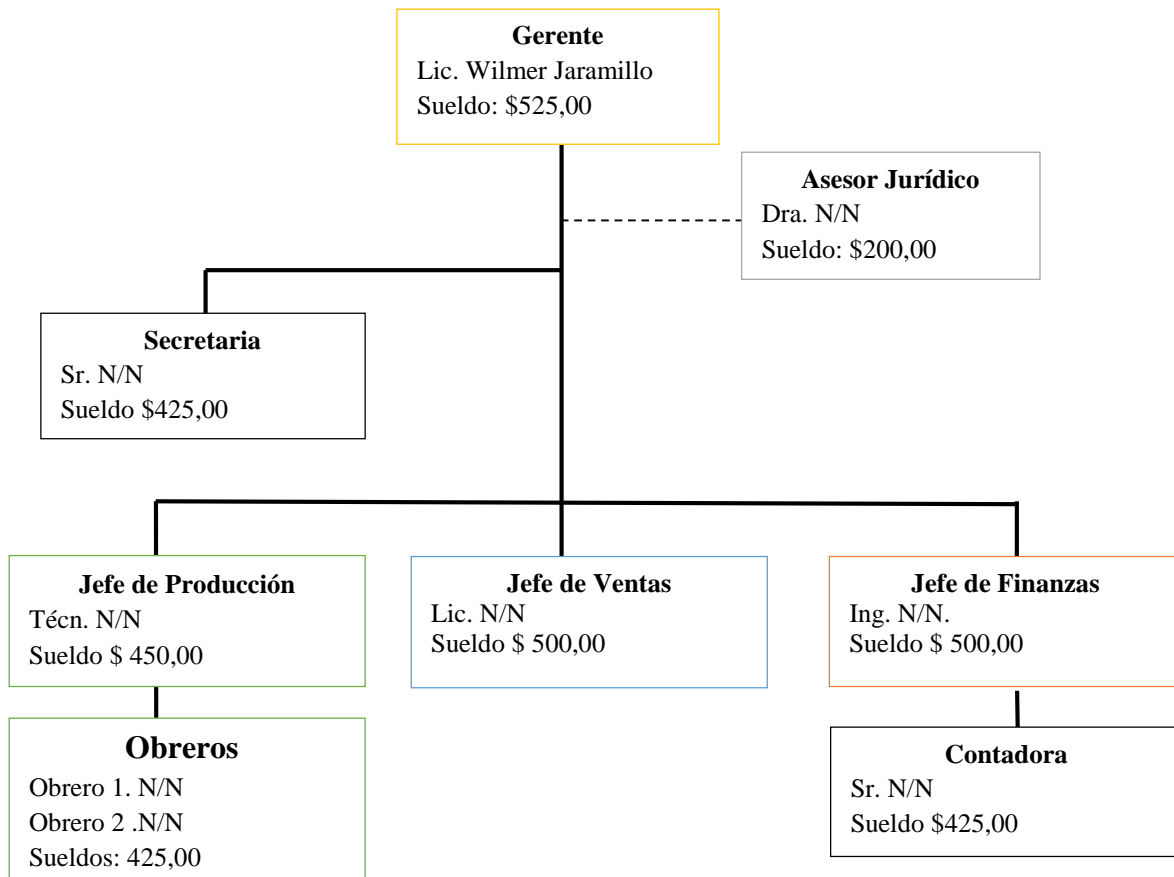 Gerente
Lic. Wilmer Jaramillo
Sueldo: $525,00
Asesor Jurídico
Dra. N/N
Sueldo: $200,00
Secretaria
Sr. N/N
Sueldo $425,00
Jefe de Producción
Técn. N/N
Sueldo $ 450,00
Jefe de Ventas
Lic. N/N
Sueldo $ 500,00
Jefe de Finanzas
Ing. N/N.
Sueldo $ 500,00
Obreros
Obrero 1. N/N
Obrero 2 .N/N
Sueldos: 425,00
Contadora
Sr. N/N
Sueldo $425,00